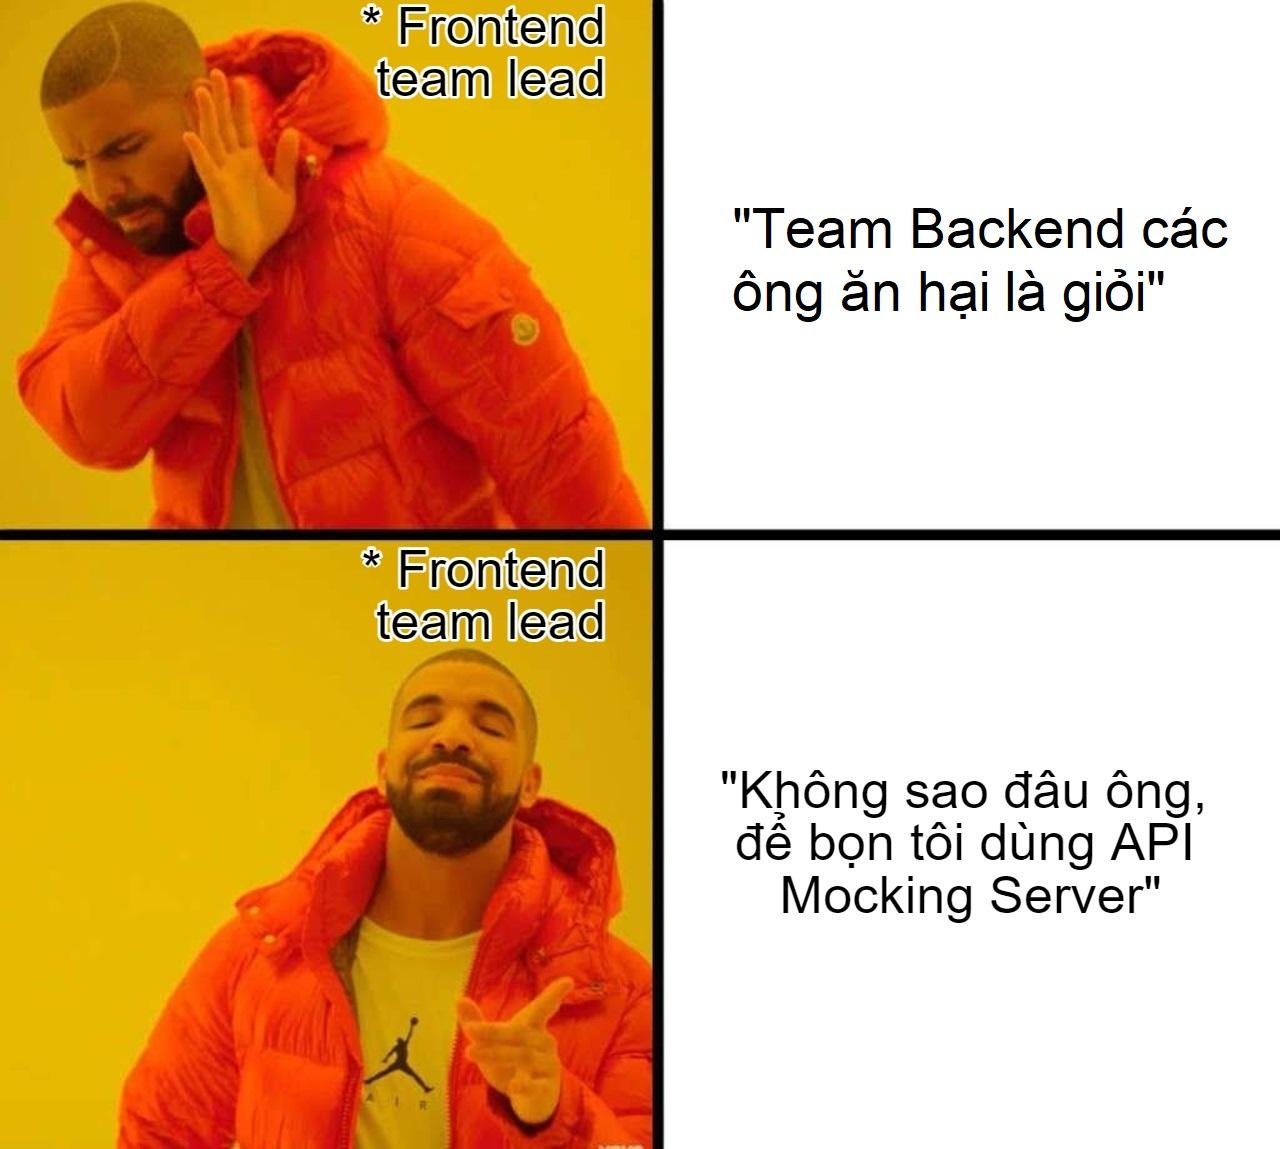 * Frontend
team lead
"Team Backend các
ông ăn hại là giỏi"
* Frontend
team lead
"Không sao đâu ông,
để bọn tôi dùng API
Mocking Server"
AIR